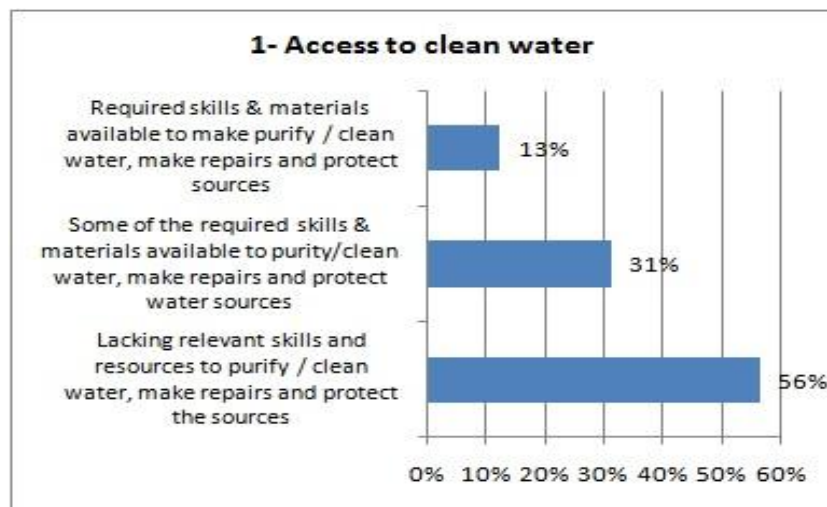 1- Access to clean water
Required skills & materials
available to make purify / clean
water, make repairs and protect
sources
13%
Some of the required skills &
materials available to purity/clean
water, make repairs and protect
water sources
31%
Lacking relevant skills and
resources to purify / clean
water, make repairs and protect
the sources
56%
0% 10% 20% 30% 40% 50% 60%